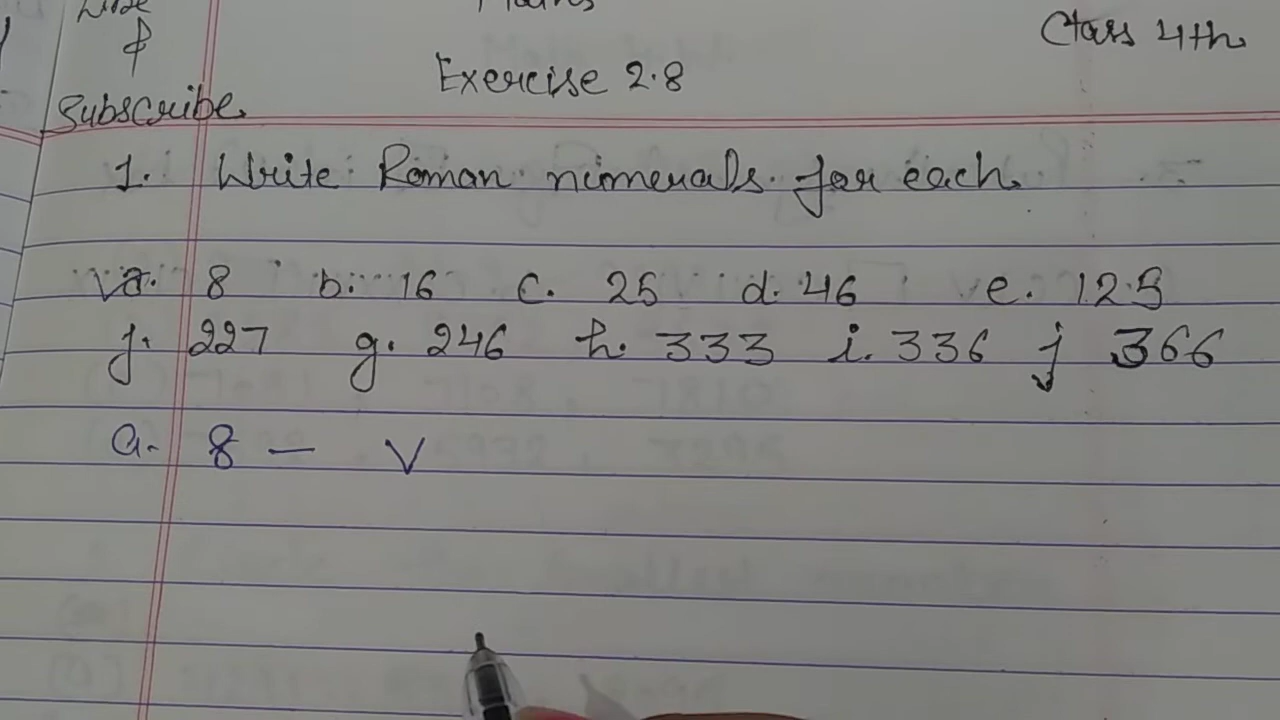 Maths
Class 4th
&
Subscribe
Exercise 2.8
1. Write Roman numerals for each.
a. 8 b. 16 c. 25 d. 46 e. 125
f. 227 g. 246 h. 333 i. 336 j 366
a. 8 — V